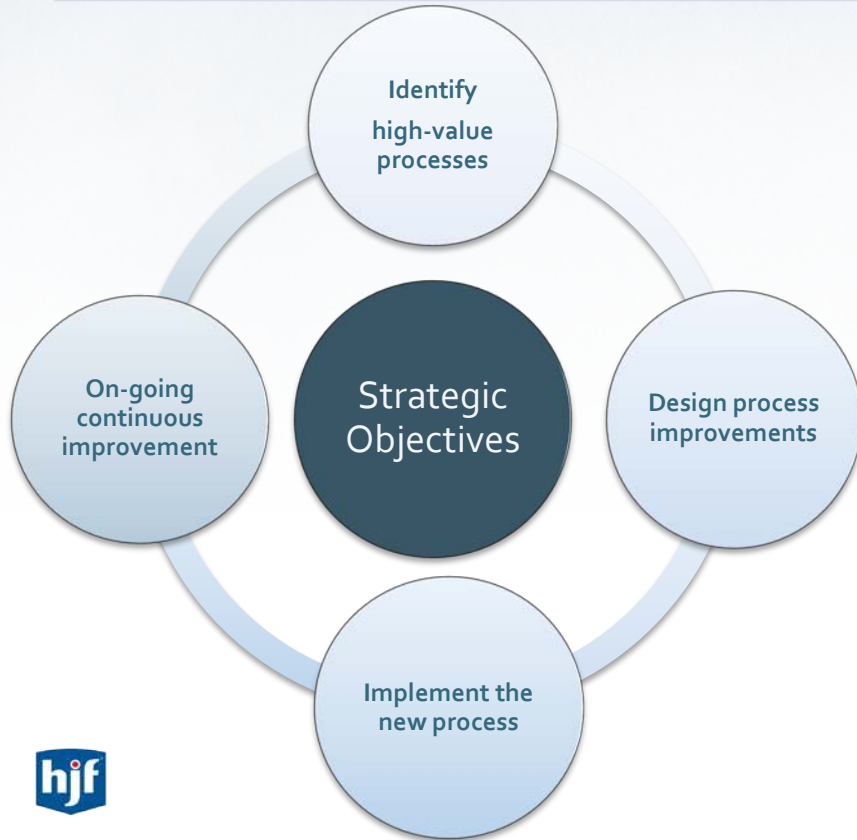 Identify
high-value
processes
On-going
continuous
improvement
Strategic
Objectives
Design process
improvements
Implement the
new process
hjf